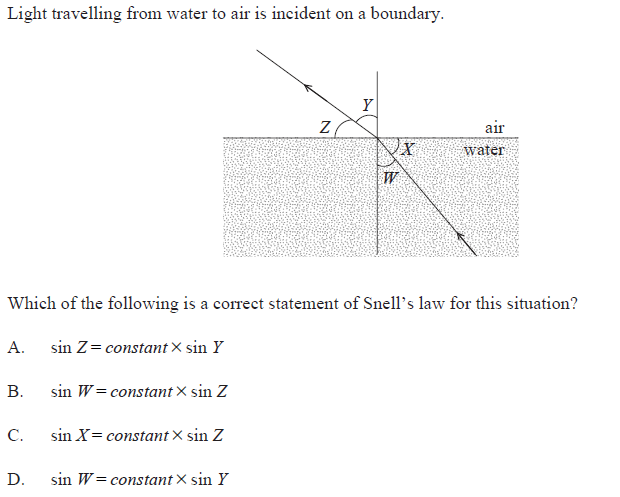 Light travelling from water to air is incident on a boundary.
Y
Z
air
X
water
W
Which of the following is a correct statement of Snell's law for this situation?
A. sin Z = constant × sin Y
B. sin W = constant × sin Z
C. sin X = constant × sin Z
D. sin W = constant × sin Y